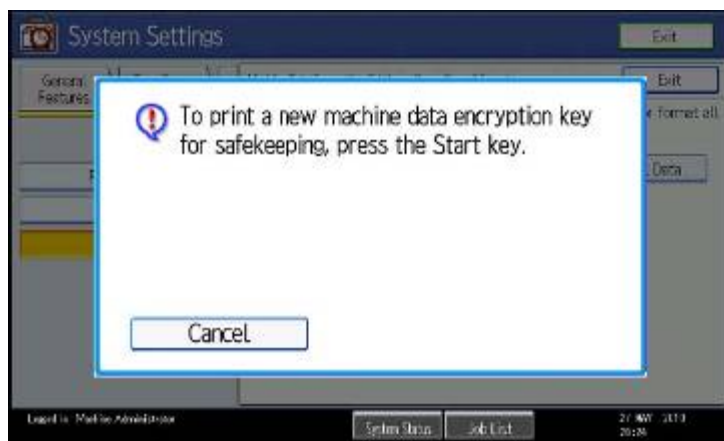 System Settings
Exit
General
Features
Exit
format all
Data
To print a new machine data encryption key
for safekeeping, press the Start key.
Cancel
System Status
Job List